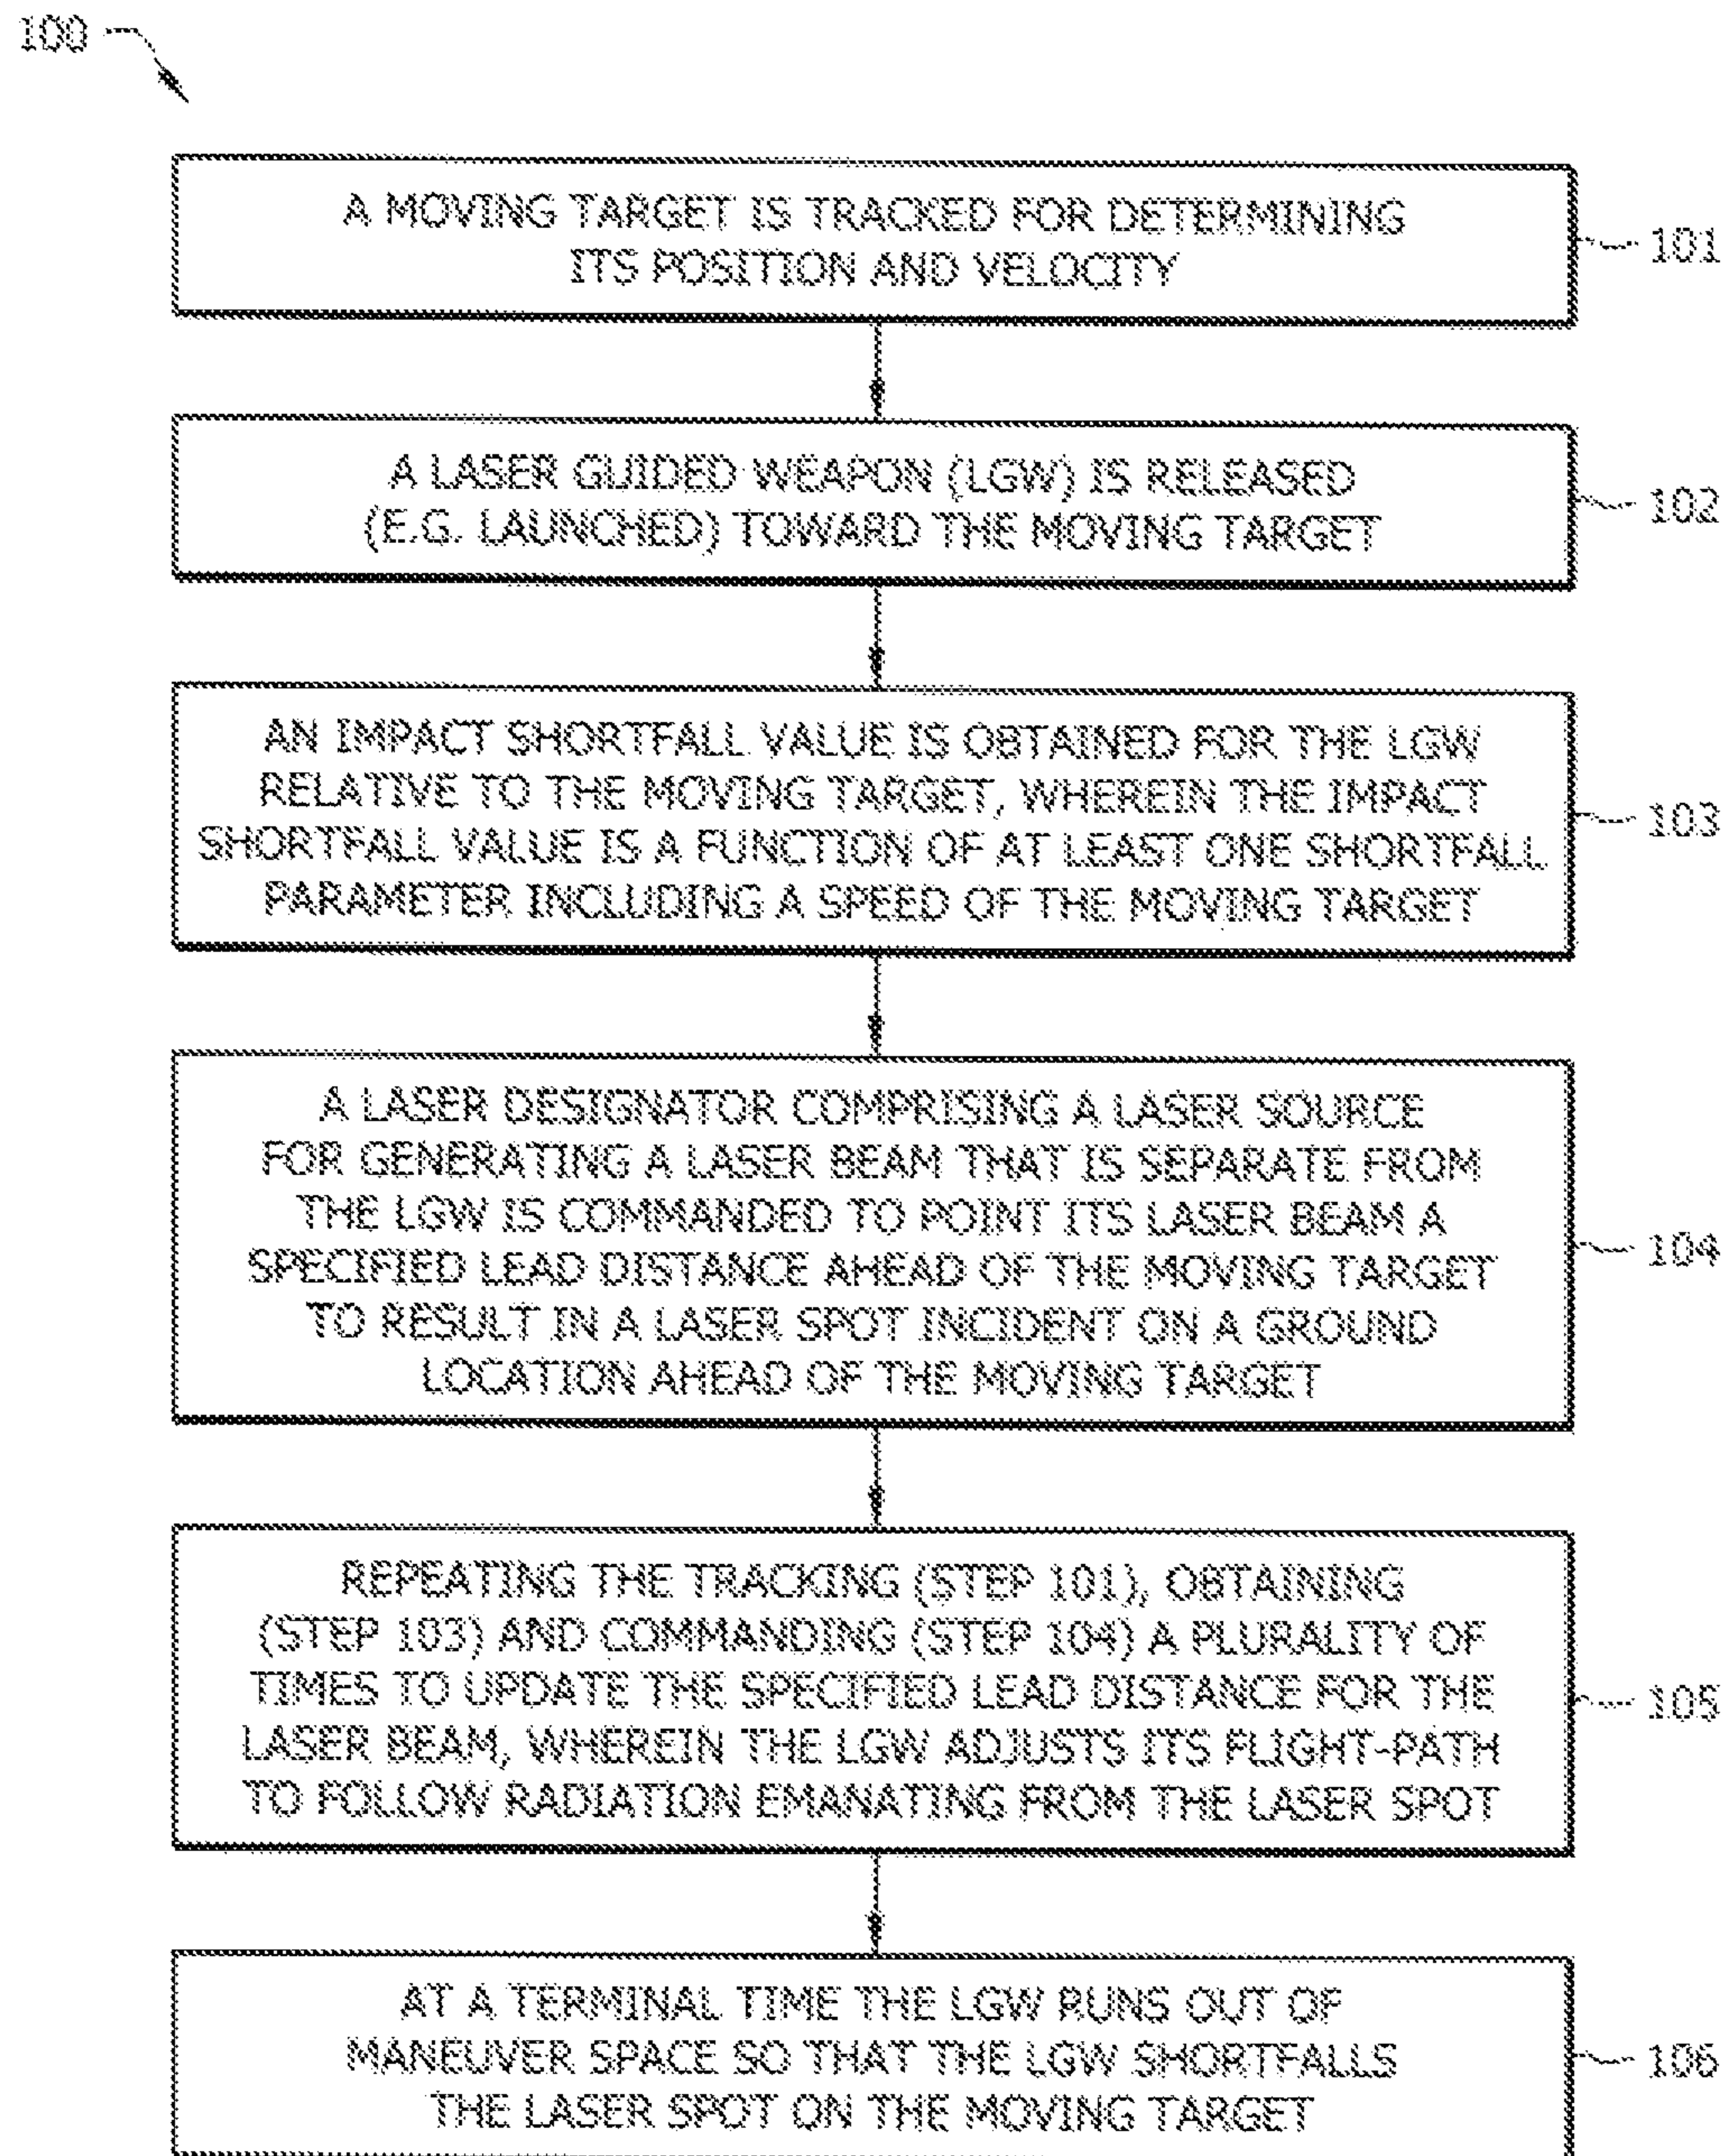 100
A MOVING TARGET IS TRACKED FOR DETERMINING
ITS POSITION AND VELOCITY
101
A LASER GUIDED WEAPON (LGW) IS RELEASED
(E.G. LAUNCHED) TOWARD THE MOVING TARGET
102
AN IMPACT SHORTFALL VALUE IS OBTAINED FOR THE LGW
RELATIVE TO THE MOVING TARGET, WHEREIN THE IMPACT
SHORTFALL VALUE IS A FUNCTION OF AT LEAST ONE SHORTFALL
PARAMETER INCLUDING A SPEED OF THE MOVING TARGET
103
A LASER DESIGNATOR COMPRISING A LASER SOURCE
FOR GENERATING A LASER BEAM THAT IS SEPARATE FROM
THE LGW IS COMMANDED TO POINT ITS LASER BEAM A
SPECIFIED LEAD DISTANCE AHEAD OF THE MOVING TARGET
TO RESULT IN A LASER SPOT INCIDENT ON A GROUND
LOCATION AHEAD OF THE MOVING TARGET
104
REPEATING THE TRACKING (STEP 101), OBTAINING
(STEP 103) AND COMMANDING (STEP 104) A PLURALITY OF
TIMES TO UPDATE THE SPECIFIED LEAD DISTANCE FOR THE
LASER BEAM, WHEREIN THE LGW ADJUSTS ITS FLIGHT-PATH
TO FOLLOW RADIATION EMANATING FROM THE LASER SPOT
105
AT A TERMINAL TIME THE LGW RUNS OUT OF
MANEUVER SPACE SO THAT THE LGW SHORTFALLS
THE LASER SPOT ON THE MOVING TARGET
106